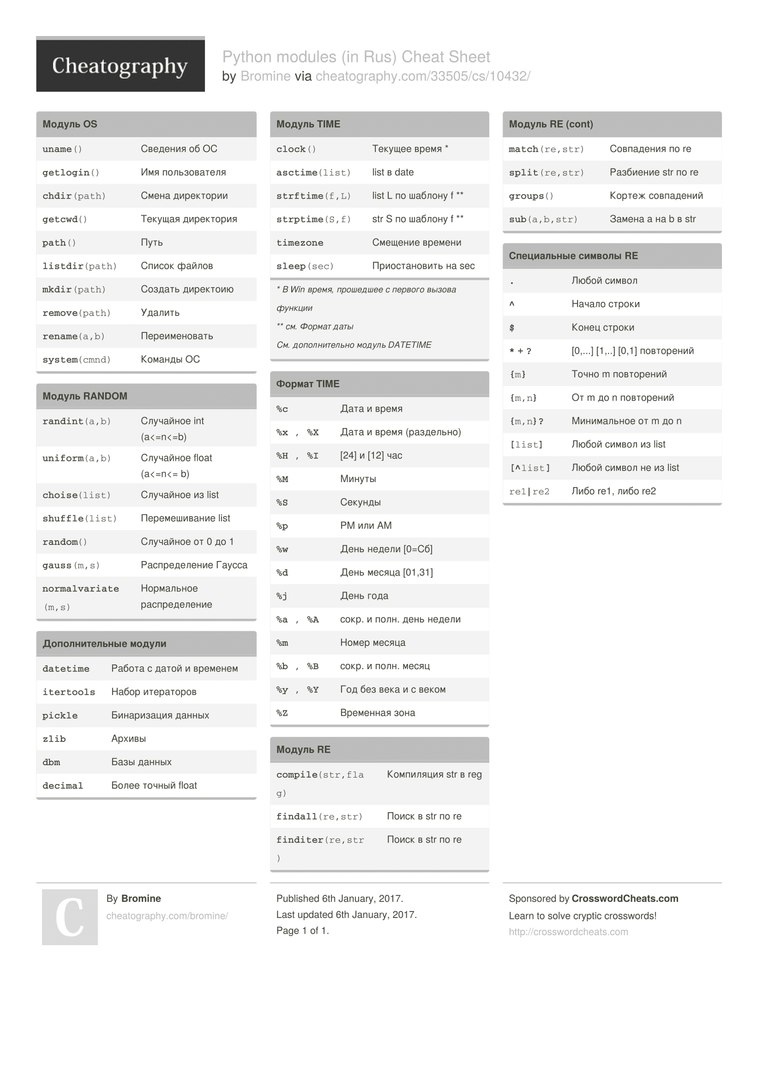 Cheatography
Python modules (in Rus) Cheat Sheet
by Bromine via cheatography.com/33505/cs/10432/
Модуль OS
uname() Сведения об ОС
getlogin() Имя пользователя
chdir(path) Смена директории
getcwd() Текущая директория
path() Путь
listdir(path) Список файлов
mkdir(path) Создать директоию
remove(path) Удалить
rename(a,b) Переименовать
system(cmnd) Команды ОС
Модуль RANDOM
randint(a,b) Случайное int
(a<=n<=b)
uniform(a,b) Случайное float
(a<=n<= b)
choise(list) Случайное из list
shuffle(list) Перемешивание list
random() Случайное от 0 до 1
gauss(m,s) Распределение Гаусса
normalvariate Нормальное
(m,s) распределение
Дополнительные модули
datetime Работа с датой и временем
itertools Набор итераторов
pickle Бинаризация данных
zlib Архивы
dbm Базы данных
decimal Более точный float
Модуль TIME
clock() Текущее время *
asctime(list) list в date
strftime(f,L) list L по шаблону f **
strptime(S,f) str S по шаблону f **
timezone Смещение времени
sleep(sec) Приостановить на sec
* В Win время, прошедшее с первого вызова
функции
** см. Формат даты
См. дополнительно модуль DATETIME
Формат TIME
%c Дата и время
%x , %X Дата и время (раздельно)
%H , %I [24] и [12] час
%M Минуты
%S Секунды
%p PM или AM
%w День недели [0=Сб]
%d День месяца [01,31]
%j День года
%a , %A сокр. и полн. день недели
%m Номер месяца
%b , %B сокр. и полн. месяц
%y , %Y Год без века и с веком
%Z Временная зона
Модуль RE
compile(str,fla Компиляция str в reg
g)
findall(re,str) Поиск в str по re
finditer(re,str Поиск в str по re
)
Модуль RE (cont)
match(re,str) Совпадения по re
split(re,str) Разбиение str по re
groups() Кортеж совпадений
sub(a,b,str) Замена a на b в str
Специальные символы RE
. Любой символ
^ Начало строки
$ Конец строки
* + ? [0,...] [1,..] [0,1] повторений
{m} Точно m повторений
{m,n} От m до n повторений
{m,n}? Минимальное от m до n
[list] Любой символ из list
[^list] Любой символ не из list
re1|re2 Либо re1, либо re2
C
By Bromine
cheatography.com/bromine/
Published 6th January, 2017.
Last updated 6th January, 2017.
Page 1 of 1.
Sponsored by CrosswordCheats.com
Learn to solve cryptic crosswords!
http://crosswordcheats.com